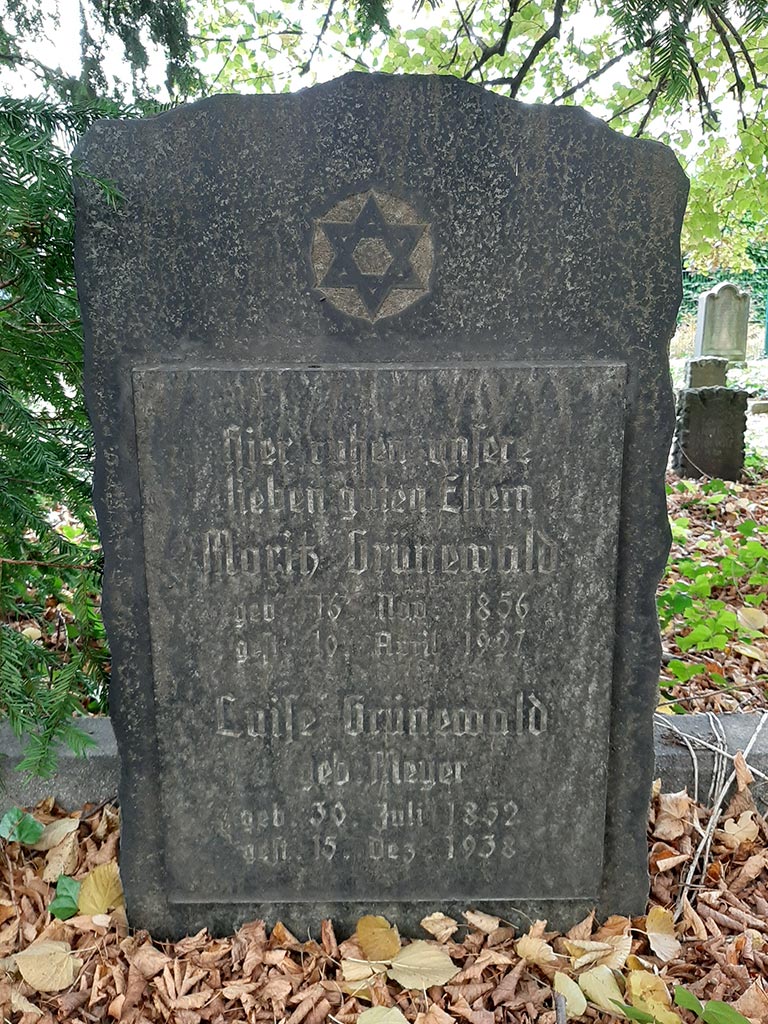 Hier ruhen unsere
lieben guten Eltern
Moritz Grünewald
geb. 16. Nov. 1856
gest. 19. April 1927
Luise Grünewald
geb. Meyer
geb. 30. Juli 1852
gest. 15. Dez. 1938